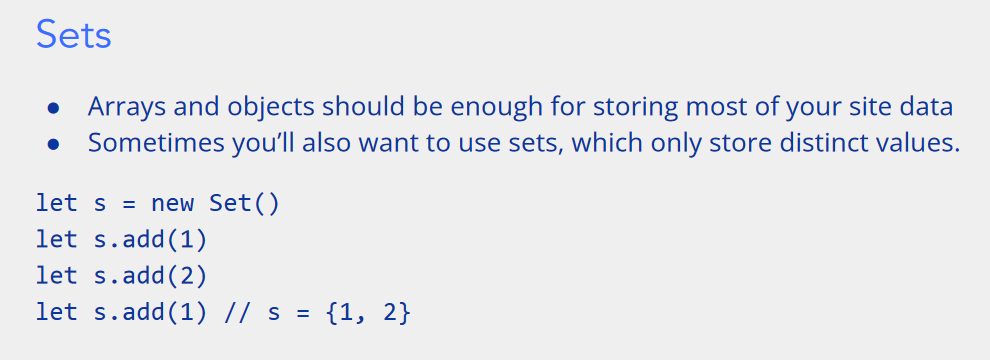 Sets
● Arrays and objects should be enough for storing most of your site data
● Sometimes you’ll also want to use sets, which only store distinct values.
let s = new Set()
let s.add(1)
let s.add(2)
let s.add(1) // s = {1, 2}